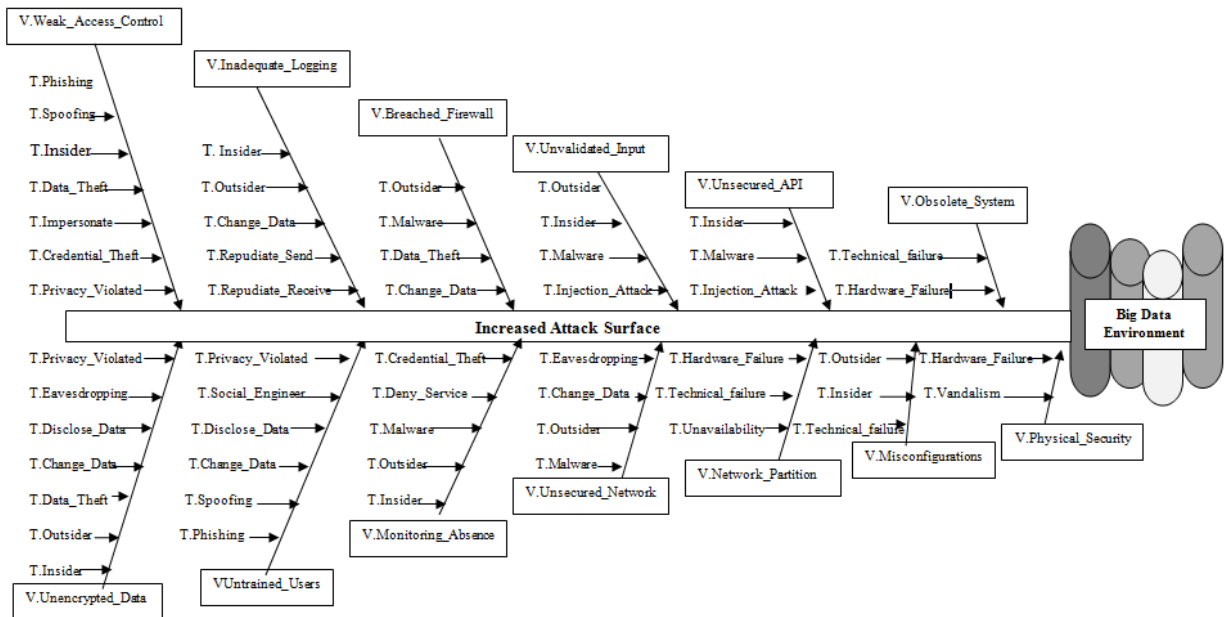 V.Weak_Access_Control
T.Phishing
T.Spoofing
T.Insider
T.Data_Theft
T.Impersonate
T.Credential_Theft
T.Privacy_Violated
V.Inadequate_Logging
T. Insider
T.Outsider
T.Change_Data
T.Repudiate_Send
T.Repudiate_Receive
V.Breached_Firewall
T.Outsider
T.Malware
T.Data_Theft
T.Change_Data
V.Unvalidated_Input
T.Outsider
T.Insider
T.Malware
T.Injection_Attack
V.Unsecured_API
T.Insider
T.Malware
T.Injection_Attack
V.Obsolete_System
T.Technical_failure
T.Hardware_Failure
Increased Attack Surface
Big Data
Environment
T.Privacy_Violated
T.Eavesdropping
T.Disclose_Data
T.Change_Data
T.Data_Theft
T.Outsider
T.Insider
V.Unencrypted_Data
T.Privacy_Violated
T.Social_Engineer
T.Disclose_Data
T.Change_Data
T.Spoofing
T.Phishing
VUntrained_Users
T.Credential_Theft
T.Deny_Service
T.Malware
T.Outsider
T.Insider
V.Monitoring_Absence
T.Eavesdropping
T.Change_Data
T.Outsider
T.Malware
V.Unsecured_Network
T.Hardware_Failure
T.Technical_failure
T.Unavailability
V.Network_Partition
T.Outsider
T.Insider
T.Technical_failure
V.Misconfigurations
T.Hardware_Failure
T.Vandalism
V.Physical_Security